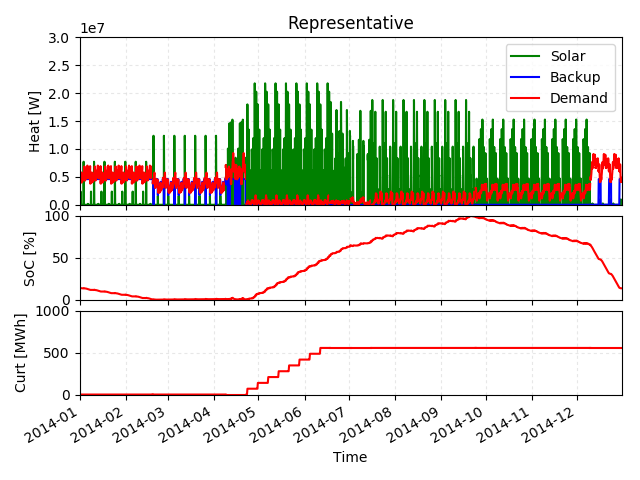 Representative
1e7
3.0
2.5
2.0
1.5
1.0
0.5
0.0
Heat [W]
Solar
Backup
Demand
100
50
0
SoC [%]
1000
500
0
Curt [MWh]
2014-01
2014-02
2014-03
2014-04
2014-05
2014-06
2014-07
2014-08
2014-09
2014-10
2014-11
2014-12
Time